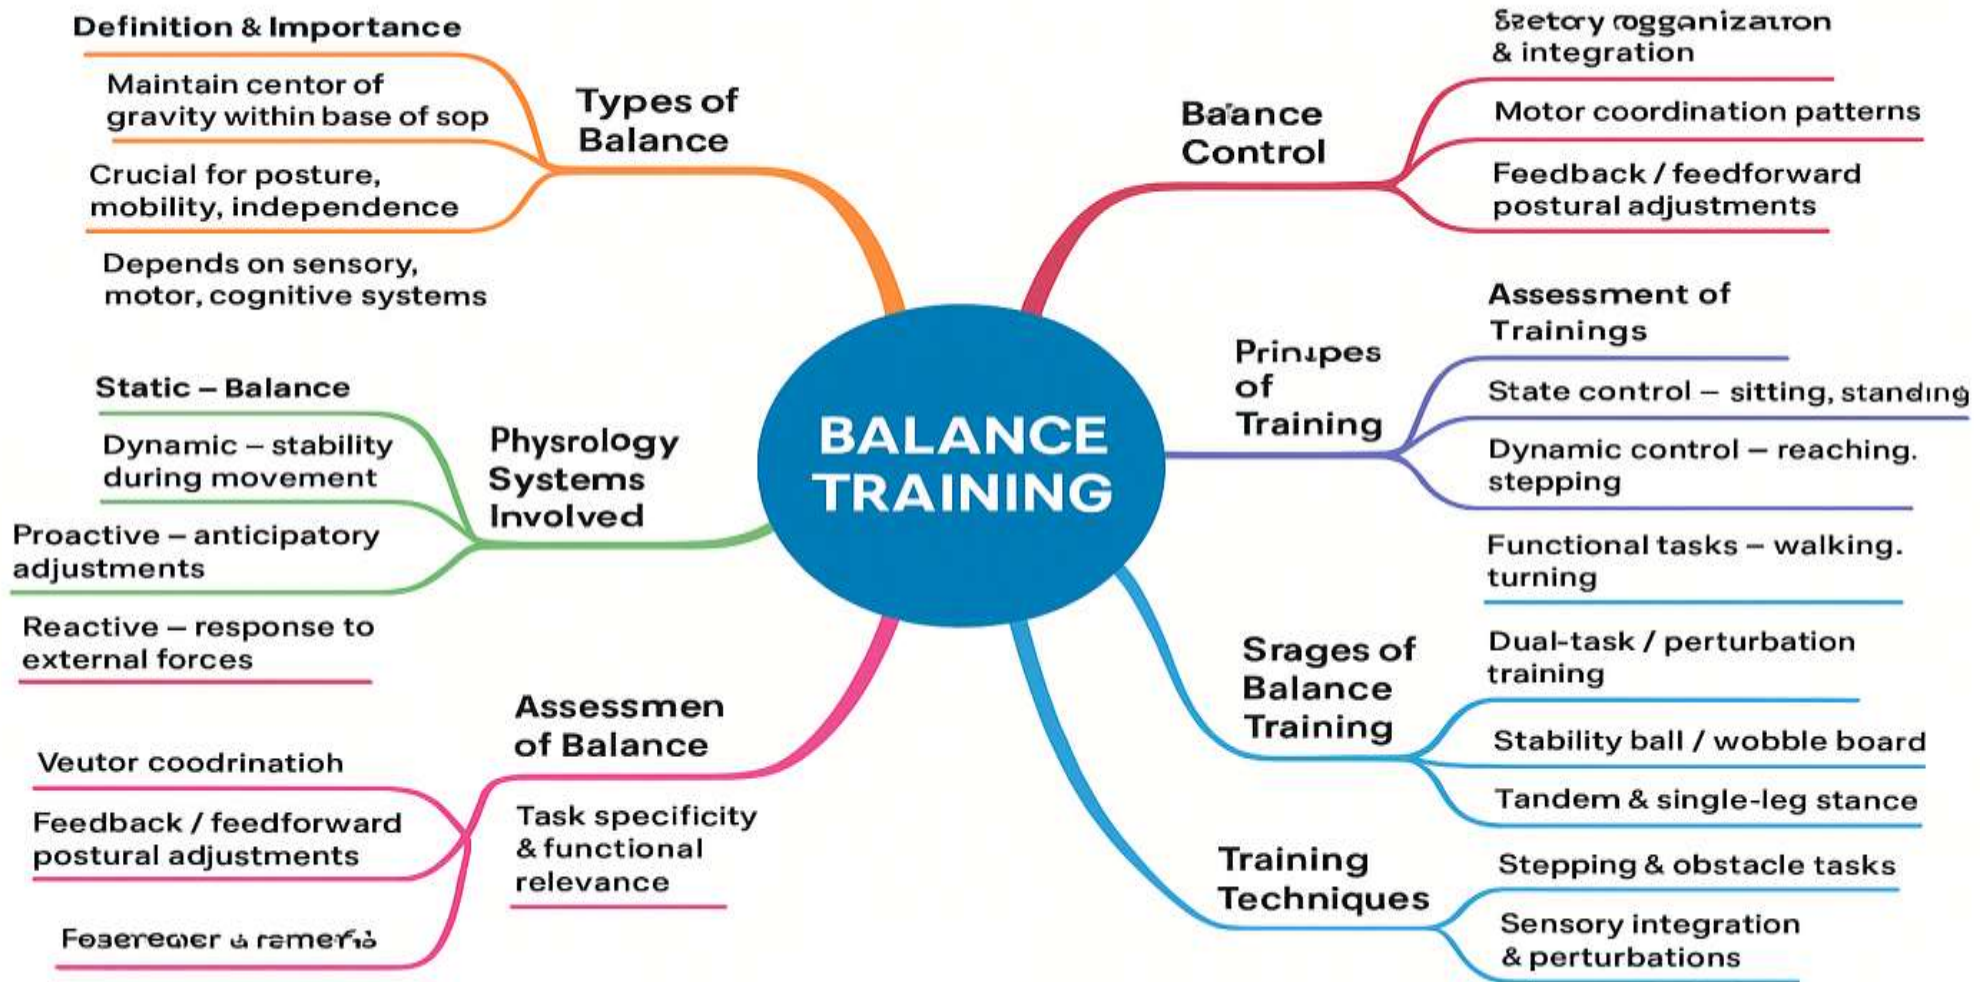 Definition & Importance
Maintain centor of
gravity within base of sop
Crucial for posture,
mobility, independence
Depends on sensory,
motor, cognitive systems
Types of
Balance
Static – Balance
Dynamic – stability
during movement
Proactive – anticipatory
adjustments
Reactive – response to
external forces
Physrology
Systems
Involved
Assessmen
of Balance
Veutor coodrinatioh
Feedback / feedforward
postural adjustments
Task specificity
& functional
relevance
BALANCE
TRAINING
Baʼance
Control
& integration
Motor coordination patterns
Feedback / feedforward
postural adjustments
of
Training
Assessment of
Trainings
State control – sitting, standing
Dynamic control – reaching.
stepping
Functional tasks – walking.
turning
Srages of
Balance
Training
Dual-task / perturbation
training
Stability ball / wobble board
Tandem & single-leg stance
Training
Techniques
Stepping & obstacle tasks
Sensory integration
& perturbations